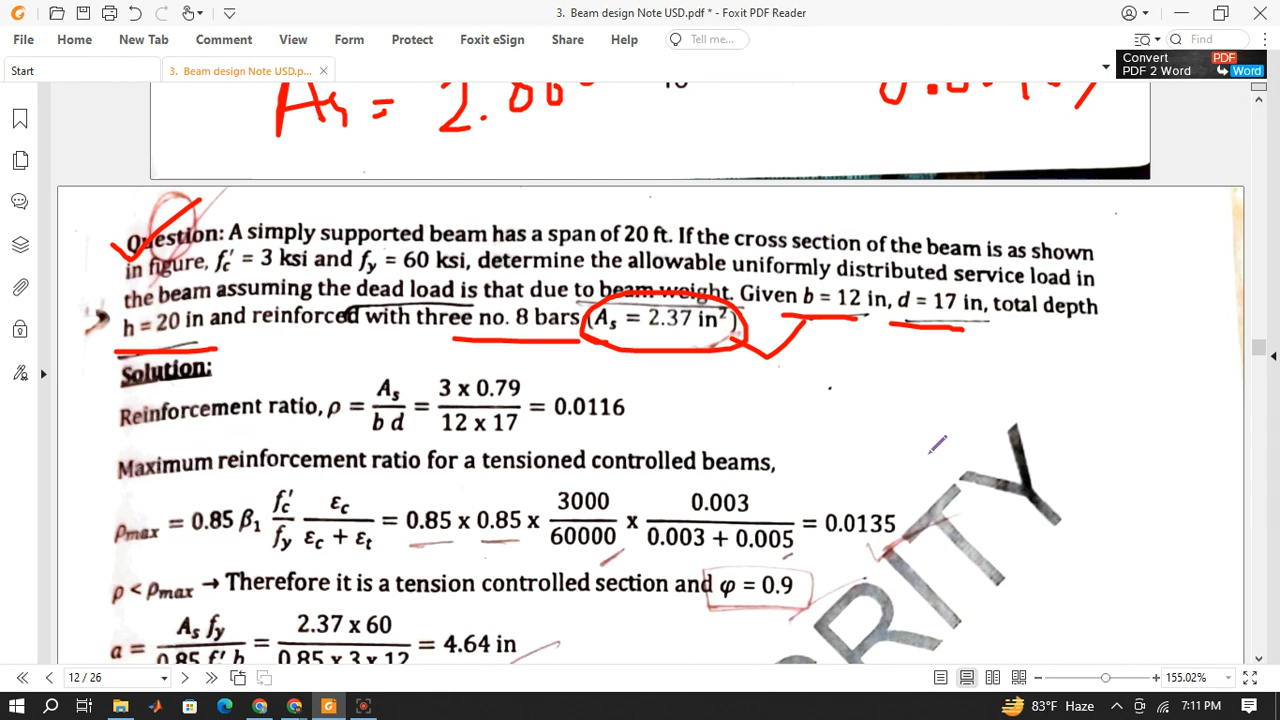 3. Beam design Note USD.pdf * - Foxit PDF Reader
File Home New Tab Comment View Form Protect Foxit eSign Share Help Tell me... Find
Start 3. Beam design Note USD.p... ×
Convert PDF
PDF 2 Word Word
As = 2.
Question: A simply supported beam has a span of 20 ft. If the cross section of the beam is as shown
in figure, fc′ = 3 ksi and fy = 60 ksi, determine the allowable uniformly distributed service load in
the beam assuming the dead load is that due to beam weight. Given b = 12 in, d = 17 in, total depth
h = 20 in and reinforced with three no. 8 bars (As = 2.37 in²)
Solution:
Reinforcement ratio, ρ = As / b d = 3 x 0.79 / 12 x 17 = 0.0116
Maximum reinforcement ratio for a tensioned controlled beams,
ρmax = 0.85 β1 fc′ / fy εc / εc + εt = 0.85 x 0.85 x 3000 / 60000 x 0.003 / 0.003 + 0.005 = 0.0135
ρ < ρmax → Therefore it is a tension controlled section and φ = 0.9
a = As fy / 0.85 fc′ b = 2.37 x 60 / 0.85 x 3 x 12 = 4.64 in
RITY
12 / 26 155.02%
83°F Haze 7:11 PM